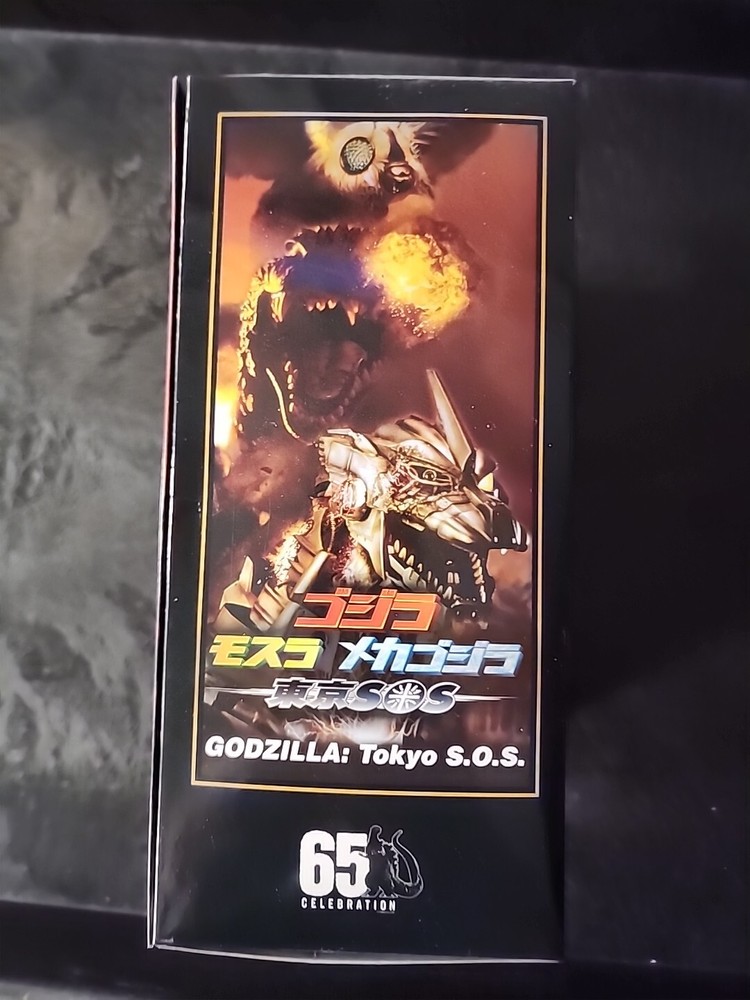 ゴジラ
モスラ メカゴジラ
東京SOS
GODZILLA: Tokyo S.O.S.
65
CELEBRATION